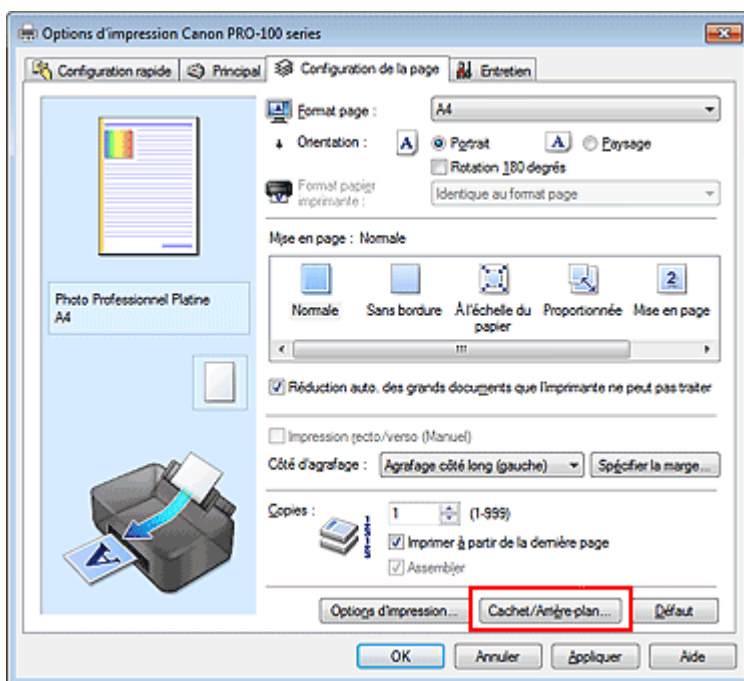 Options d'impression Canon PRO-100 series
Configuration rapide Principal Configuration de la page Entretien
Format page : A4
Orientation : A Portrait A Paysage
Rotation 180 degrés
Format papier imprimante : Identique au format page
Mise en page : Normale
Photo Professionnel Platine
A4
2
Normale Sans bordure À l'échelle du papier Proportionnée Mise en page
Réduction auto. des grands documents que l'imprimante ne peut pas traiter
Impression recto/verso (Manuel)
Côté d'agrafage : Agrafage côté long (gauche) Spécifier la marge...
Copies : 1 (1-999)
Imprimer à partir de la dernière page
Assembler
A
Options d'impression... Cachet/Arrière-plan... Défaut
OK Annuler Appliquer Aide